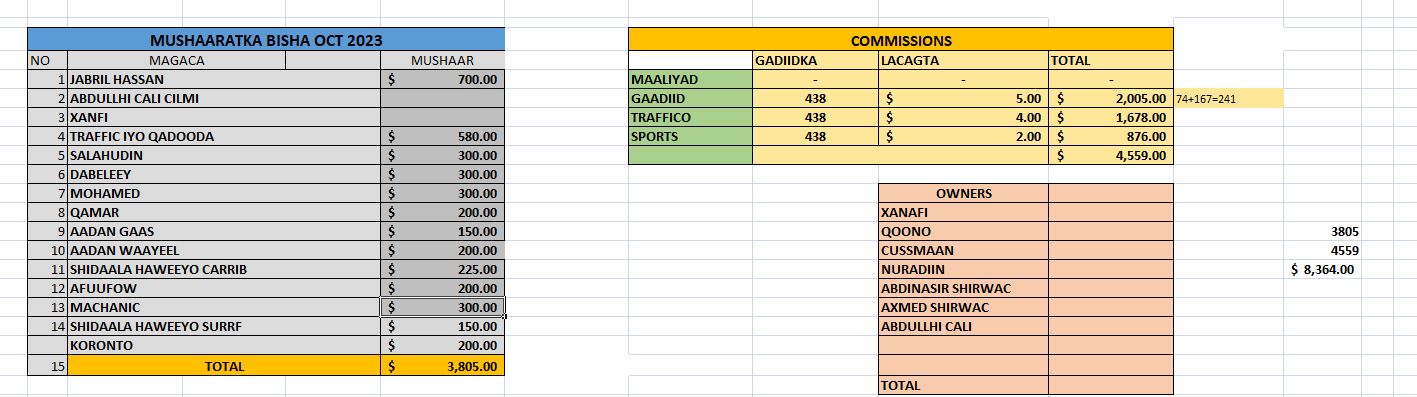 MUSHAARATKA BISHA OCT 2023
NO MAGACA MUSHAAR
1 JABRIL HASSAN $ 700.00
2 ABDULLHI CALI CILMI
3 XANFI
4 TRAFFIC IYO QADOODA $ 580.00
5 SALAHUDIN $ 300.00
6 DABELEEY $ 300.00
7 MOHAMED $ 300.00
8 QAMAR $ 200.00
9 AADAN GAAS $ 150.00
10 AADAN WAAYEEL $ 200.00
11 SHIDAALA HAWEEYO CARRIB $ 225.00
12 AFUUFOW $ 200.00
13 MACHANIC $ 300.00
14 SHIDAALA HAWEEYO SURRF $ 150.00
KORONTO $ 200.00
15 TOTAL $ 3,805.00
COMMISSIONS
GADIIDKA LACAGTA TOTAL
MAALIYAD - - -
GAADIID 438 $ 5.00 $ 2,005.00 74+167=241
TRAFFICO 438 $ 4.00 $ 1,678.00
SPORTS 438 $ 2.00 $ 876.00
$ 4,559.00
OWNERS
XANAFI
QOONO
CUSSMAAN
NURADIIN
ABDINASIR SHIRWAC
AXMED SHIRWAC
ABDULLHI CALI
TOTAL
3805
4559
$ 8,364.00